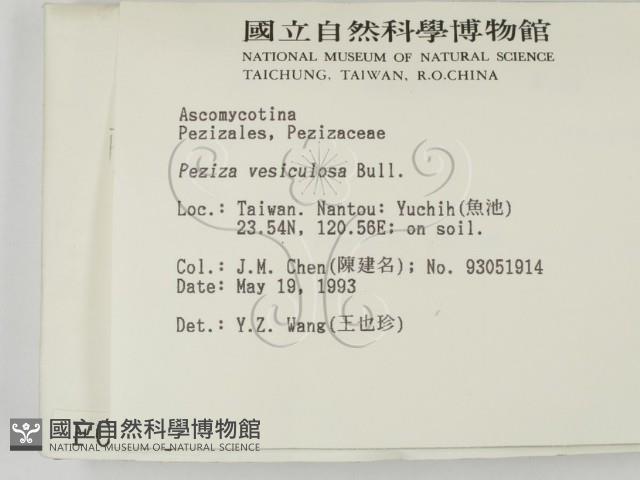 國立自然科學博物館
NATIONAL MUSEUM OF NATURAL SCIENCE
TAICHUNG, TAIWAN, R.O.CHINA
Ascomycotina
Pezizales, Pezizaceae
Peziza vesiculosa Bull.
Loc.: Taiwan. Nantou: Yuchih(魚池)
23.54N, 120.56E; on soil.
Col.: J.M. Chen(陳建名); No. 93051914
Date: May 19, 1993
Det.: Y.Z. Wang(王也珍)
國立自然科學博物館
NATIONAL MUSEUM OF NATURAL SCIENCE